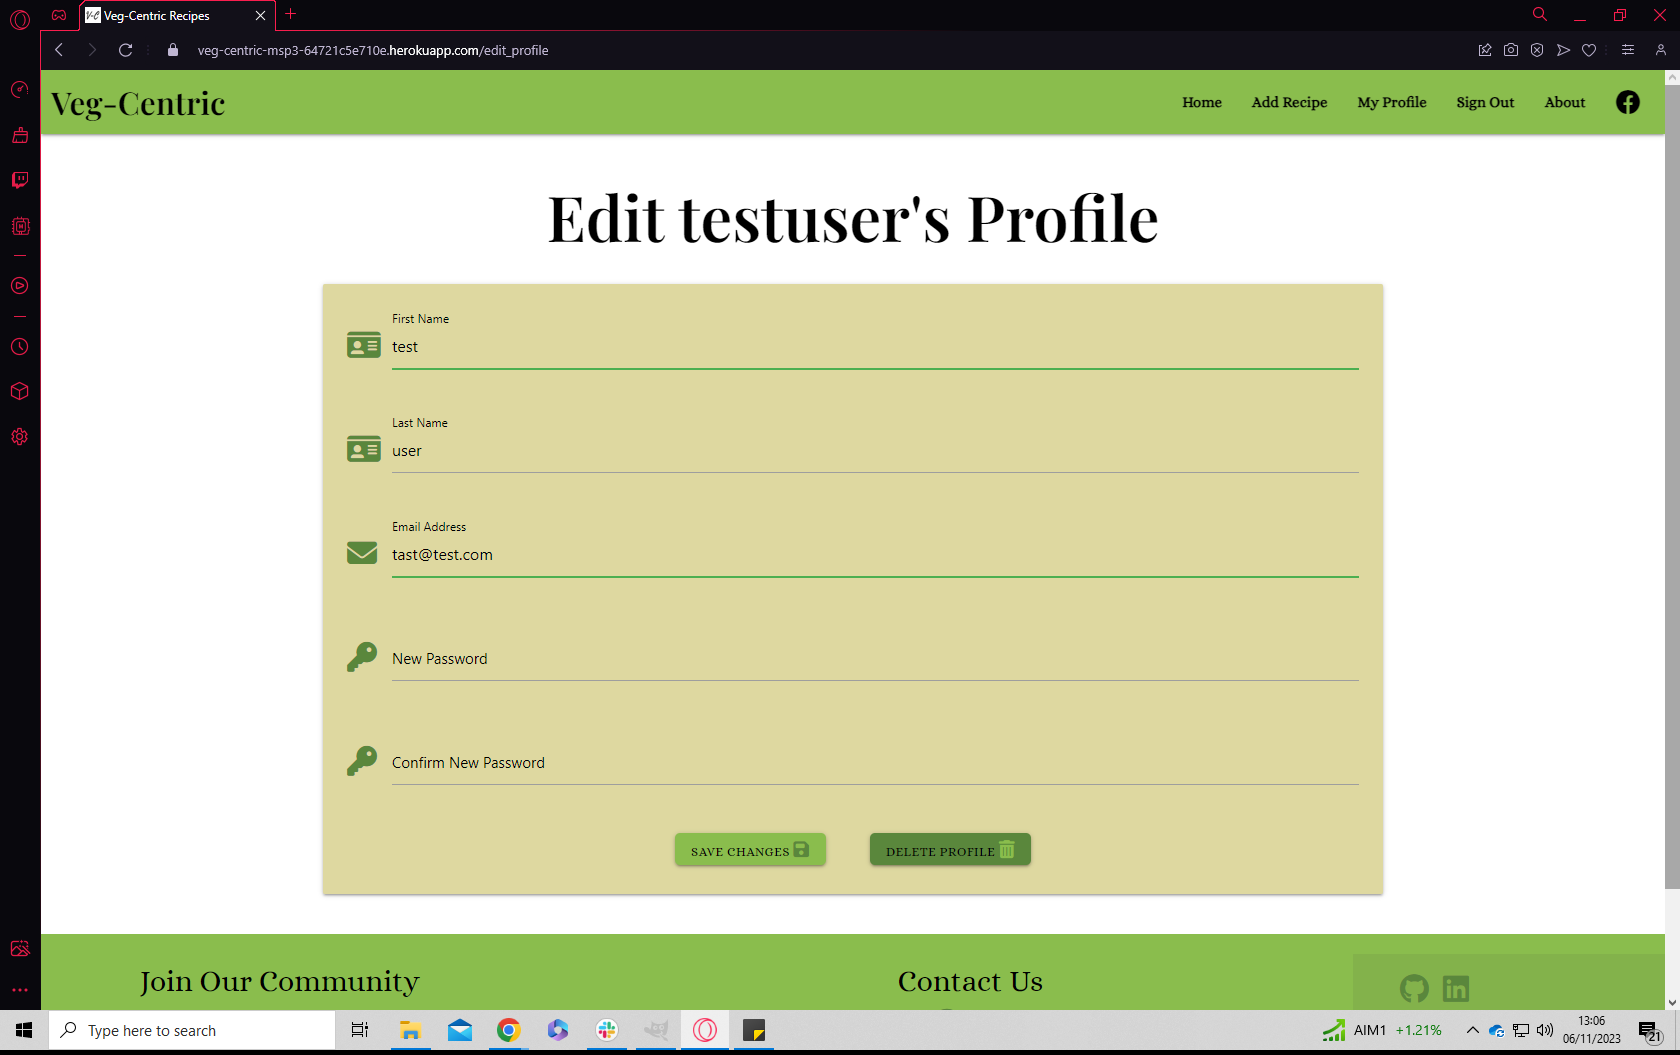 V-C Veg-Centric Recipes
veg-centric-msp3-64721c5e710e.herokuapp.com/edit_profile
Veg-Centric
Home Add Recipe My Profile Sign Out About
Edit testuser's Profile
First Name
test
Last Name
user
Email Address
tast@test.com
New Password
Confirm New Password
SAVE CHANGES DELETE PROFILE
Join Our Community Contact Us
Type here to search
AIM1 +1.21%
13:06
06/11/2023
21